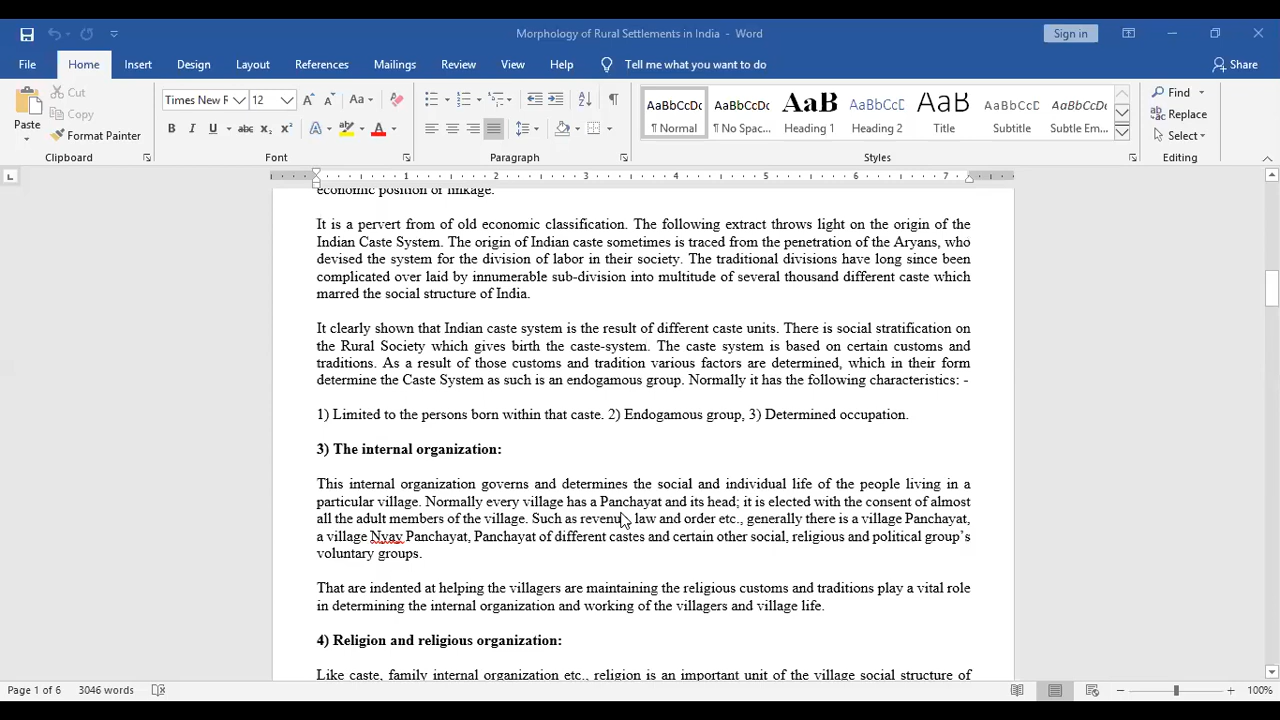 Morphology of Rural Settlements in India - Word
Sign in
File Home Insert Design Layout References Mailings Review View Help Tell me what you want to do Share
Paste
Cut
Copy
Format Painter
Clipboard
Times New R 12
Font
Paragraph
AaBbCcDc AaBbCcDc AaB AaBbCcD AaB AaBbCcD AaBbCcDc
¶ Normal ¶ No Spac... Heading 1 Heading 2 Title Subtitle Subtle Em...
Styles
Find
Replace
Select
Editing
1 2 3 4 5 6 7
economic position or linkage.
It is a pervert from of old economic classification. The following extract throws light on the origin of the
Indian Caste System. The origin of Indian caste sometimes is traced from the penetration of the Aryans, who
devised the system for the division of labor in their society. The traditional divisions have long since been
complicated over laid by innumerable sub-division into multitude of several thousand different caste which
marred the social structure of India.
It clearly shown that Indian caste system is the result of different caste units. There is social stratification on
the Rural Society which gives birth the caste-system. The caste system is based on certain customs and
traditions. As a result of those customs and tradition various factors are determined, which in their form
determine the Caste System as such is an endogamous group. Normally it has the following characteristics: -
1) Limited to the persons born within that caste. 2) Endogamous group, 3) Determined occupation.
3) The internal organization:
This internal organization governs and determines the social and individual life of the people living in a
particular village. Normally every village has a Panchayat and its head; it is elected with the consent of almost
all the adult members of the village. Such as revenue law and order etc., generally there is a village Panchayat,
a village Nyay Panchayat, Panchayat of different castes and certain other social, religious and political group's
voluntary groups.
That are indented at helping the villagers are maintaining the religious customs and traditions play a vital role
in determining the internal organization and working of the villagers and village life.
4) Religion and religious organization:
Like caste, family internal organization etc., religion is an important unit of the village social structure of
Page 1 of 6 3046 words 100%